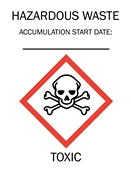 HAZARDOUS WASTE
ACCUMULATION START DATE:
TOXIC